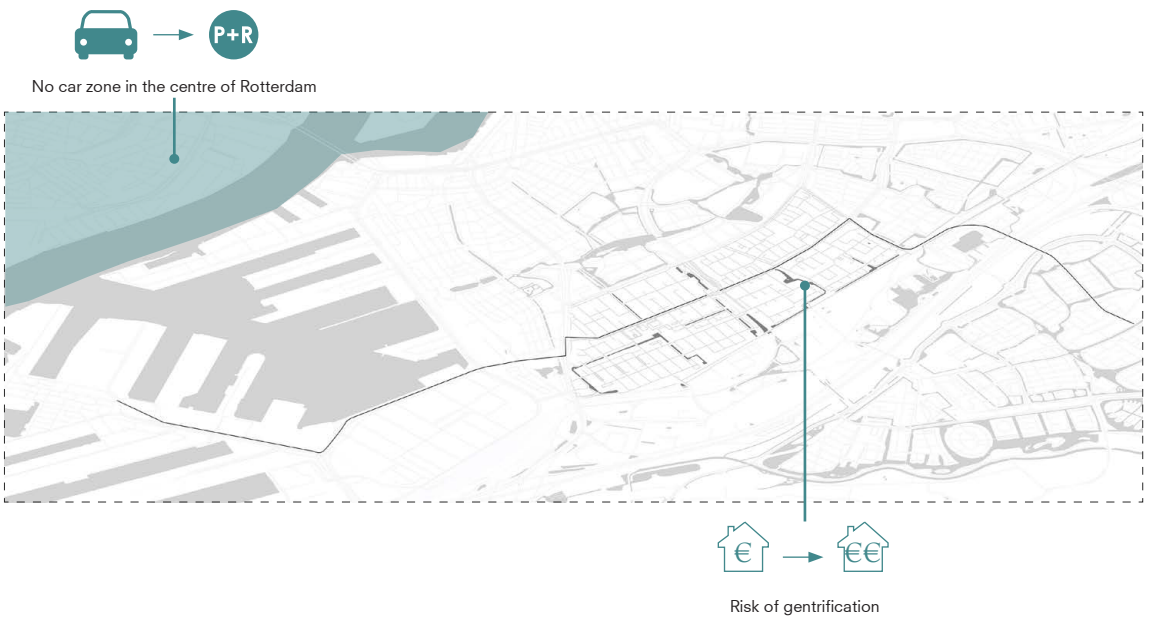 P+R
No car zone in the centre of Rotterdam
€
€€
Risk of gentrification